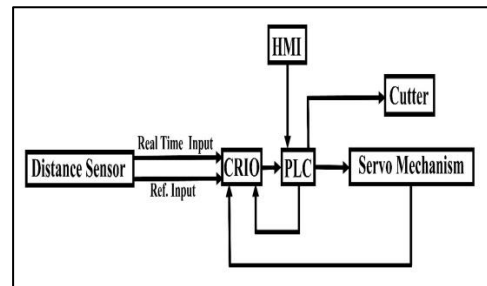 HMI
Cutter
Real Time Input
Distance Sensor
CRIO
PLC
Servo Mechanism
Ref. Input